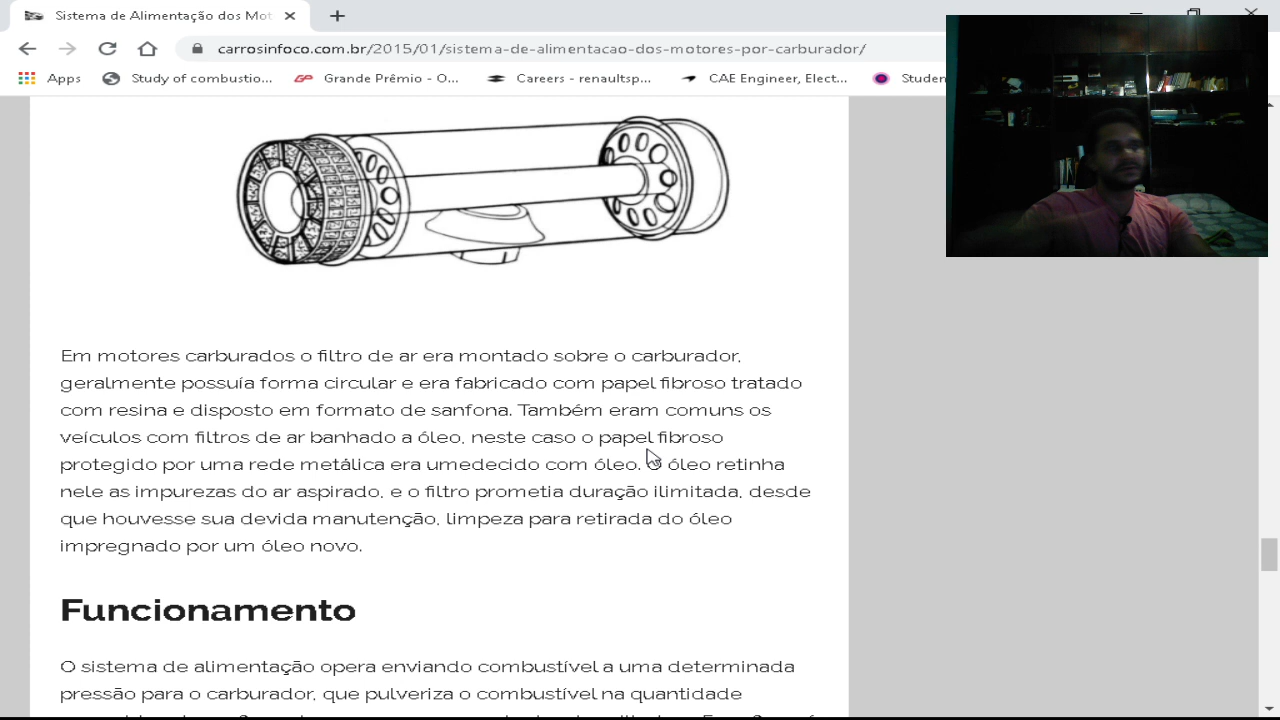 Sistema de Alimentação dos Mot
carrosinfoco.com.br/2015/01/sistema-de-alimentacao-dos-motores-por-carburador/
Apps
Study of combustio...
GP
Grande Prêmio - O...
Careers - renaultsp...
CAE Engineer, Elect...
Studen
Em motores carburados o filtro de ar era montado sobre o carburador,
geralmente possuía forma circular e era fabricado com papel fibroso tratado
com resina e disposto em formato de sanfona. Também eram comuns os
veículos com filtros de ar banhado a óleo, neste caso o papel fibroso
protegido por uma rede metálica era umedecido com óleo. O óleo retinha
nele as impurezas do ar aspirado, e o filtro prometia duração ilimitada, desde
que houvesse sua devida manutenção, limpeza para retirada do óleo
impregnado por um óleo novo.
Funcionamento
O sistema de alimentação opera enviando combustível a uma determinada
pressão para o carburador, que pulveriza o combustível na quantidade